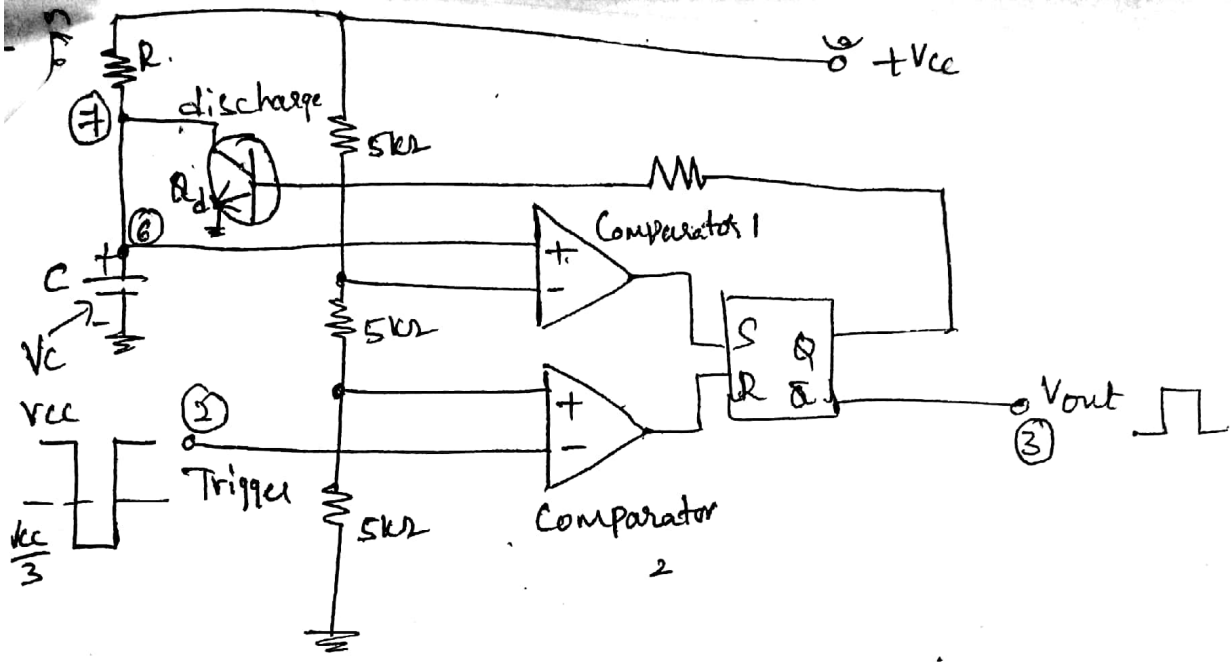 R.
+Vcc
7
discharge
5kΩ
Qd
6
Comparator 1
+
-
C
+
-
Vc
5kΩ
S
Q
R
Q̅
Vout
3
Vcc
2
Trigger
+
-
Vcc/3
5kΩ
Comparator
2